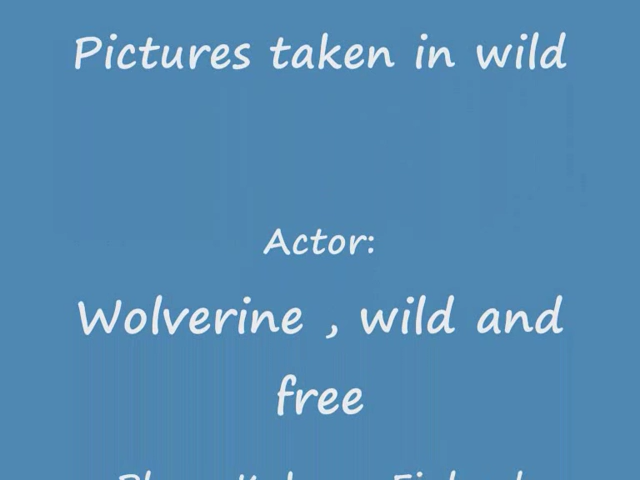 Pictures taken in wild
Actor:
Wolverine , wild and
free